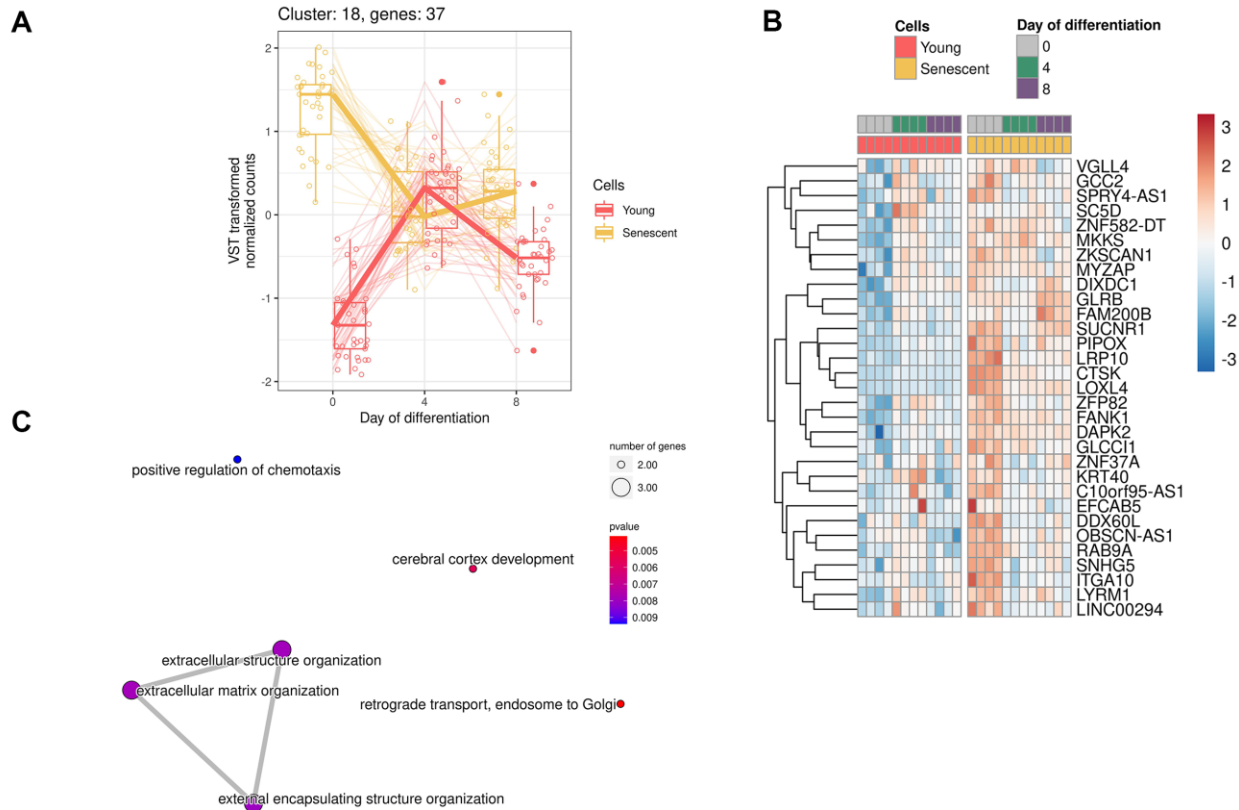 A
Cluster: 18, genes: 37
VST transformed
normalized counts
2
1
0
-1
-2
0
4
8
Day of differentiation
Cells
Young
Senescent
B
Cells
Young
Senescent
Day of differentiation
0
4
8
3
2
1
0
-1
-2
-3
VGLL4
GCC2
SPRY4-AS1
SC5D
ZNF582-DT
MKKS
ZKSCAN1
MYZAP
DIXDC1
GLRB
FAM200B
SUCNR1
PIPOX
LRP10
CTSK
LOXL4
ZFP82
FANK1
DAPK2
GLCCI1
ZNF37A
KRT40
C10orf95-AS1
EFCAB5
DDX60L
OBSCN-AS1
RAB9A
SNHG5
ITGA10
LYRM1
LINC00294
C
positive regulation of chemotaxis
cerebral cortex development
extracellular structure organization
extracellular matrix organization
retrograde transport, endosome to Golgi
external encapsulating structure organization
number of genes
2.00
3.00
pvalue
0.005
0.006
0.007
0.008
0.009